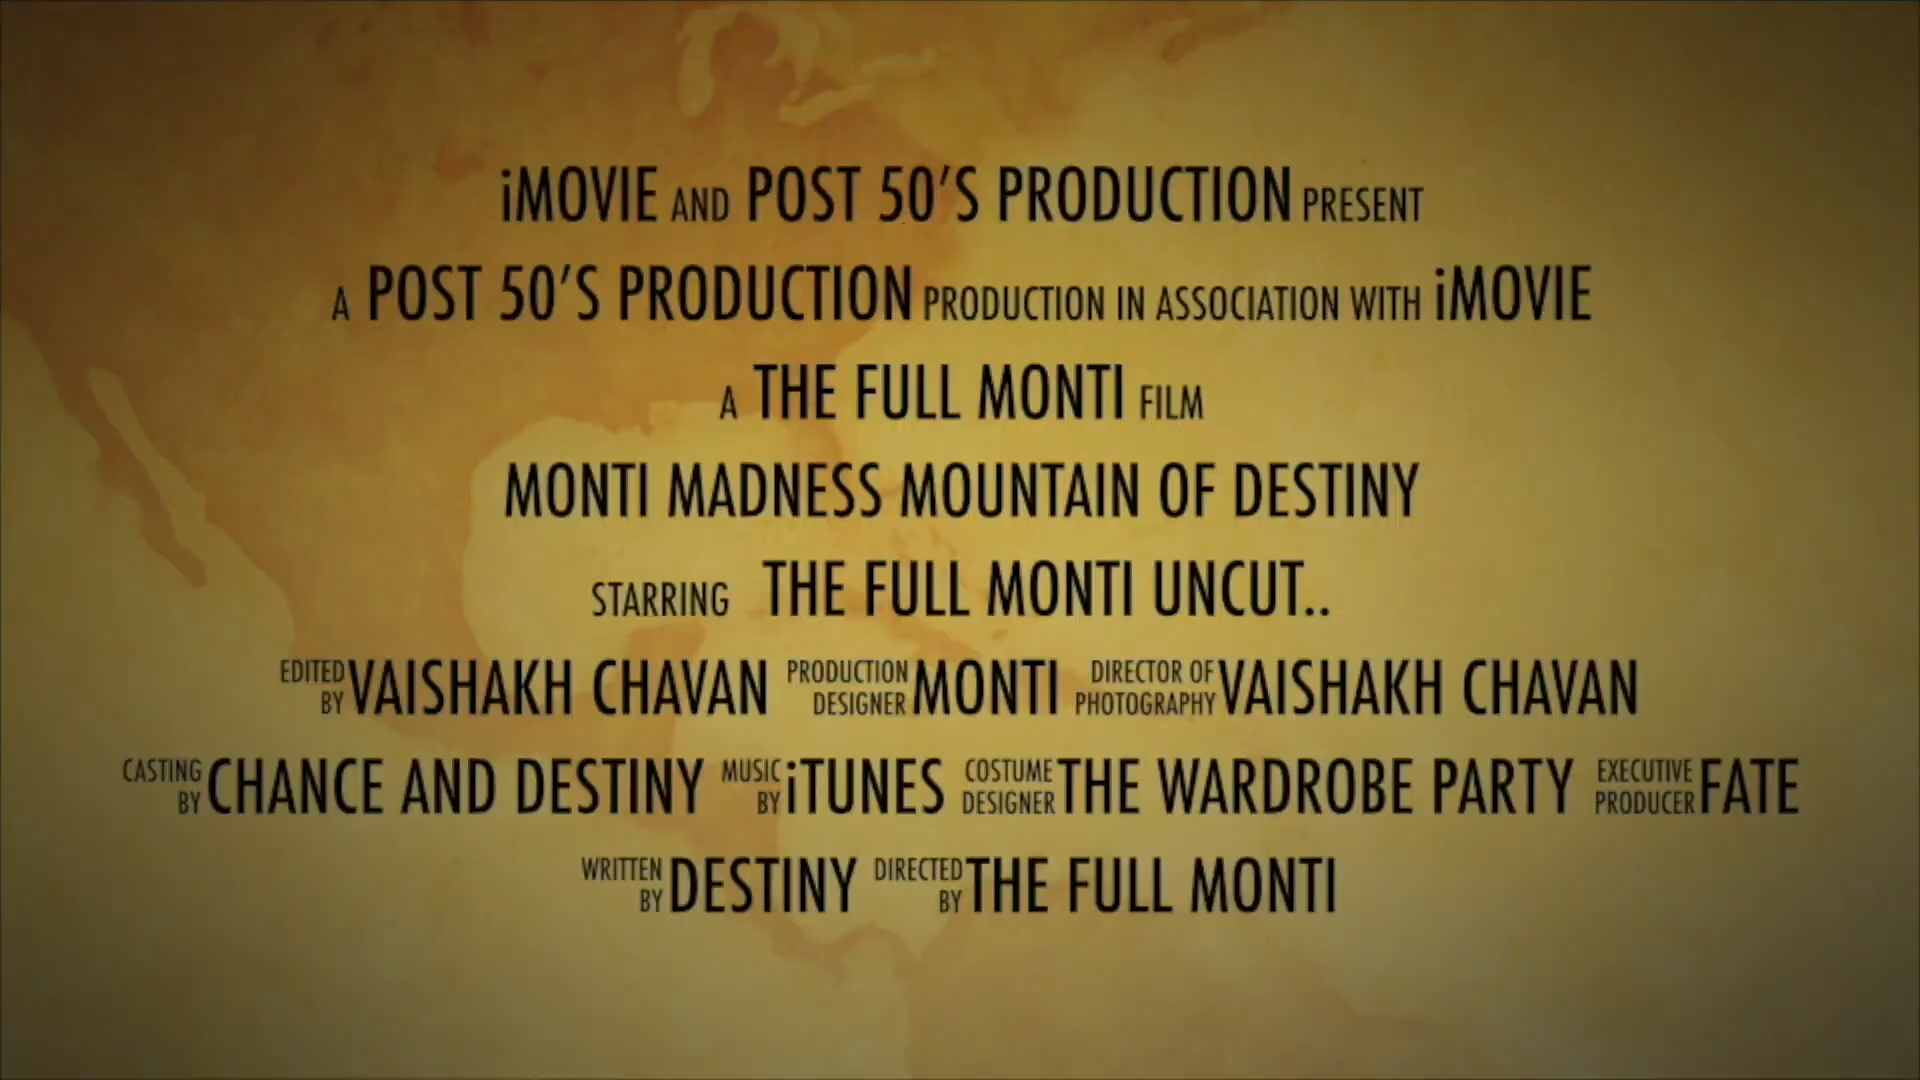 iMOVIE AND POST 50'S PRODUCTION PRESENT
A POST 50'S PRODUCTION PRODUCTION IN ASSOCIATION WITH iMOVIE
A THE FULL MONTI FILM
MONTI MADNESS MOUNTAIN OF DESTINY
STARRING THE FULL MONTI UNCUT..
EDITED BY VAISHAKH CHAVAN PRODUCTION DESIGNER MONTI DIRECTOR OF PHOTOGRAPHY VAISHAKH CHAVAN
CASTING BY CHANCE AND DESTINY MUSIC BY iTUNES COSTUME DESIGNER THE WARDROBE PARTY EXECUTIVE PRODUCER FATE
WRITTEN BY DESTINY DIRECTED BY THE FULL MONTI